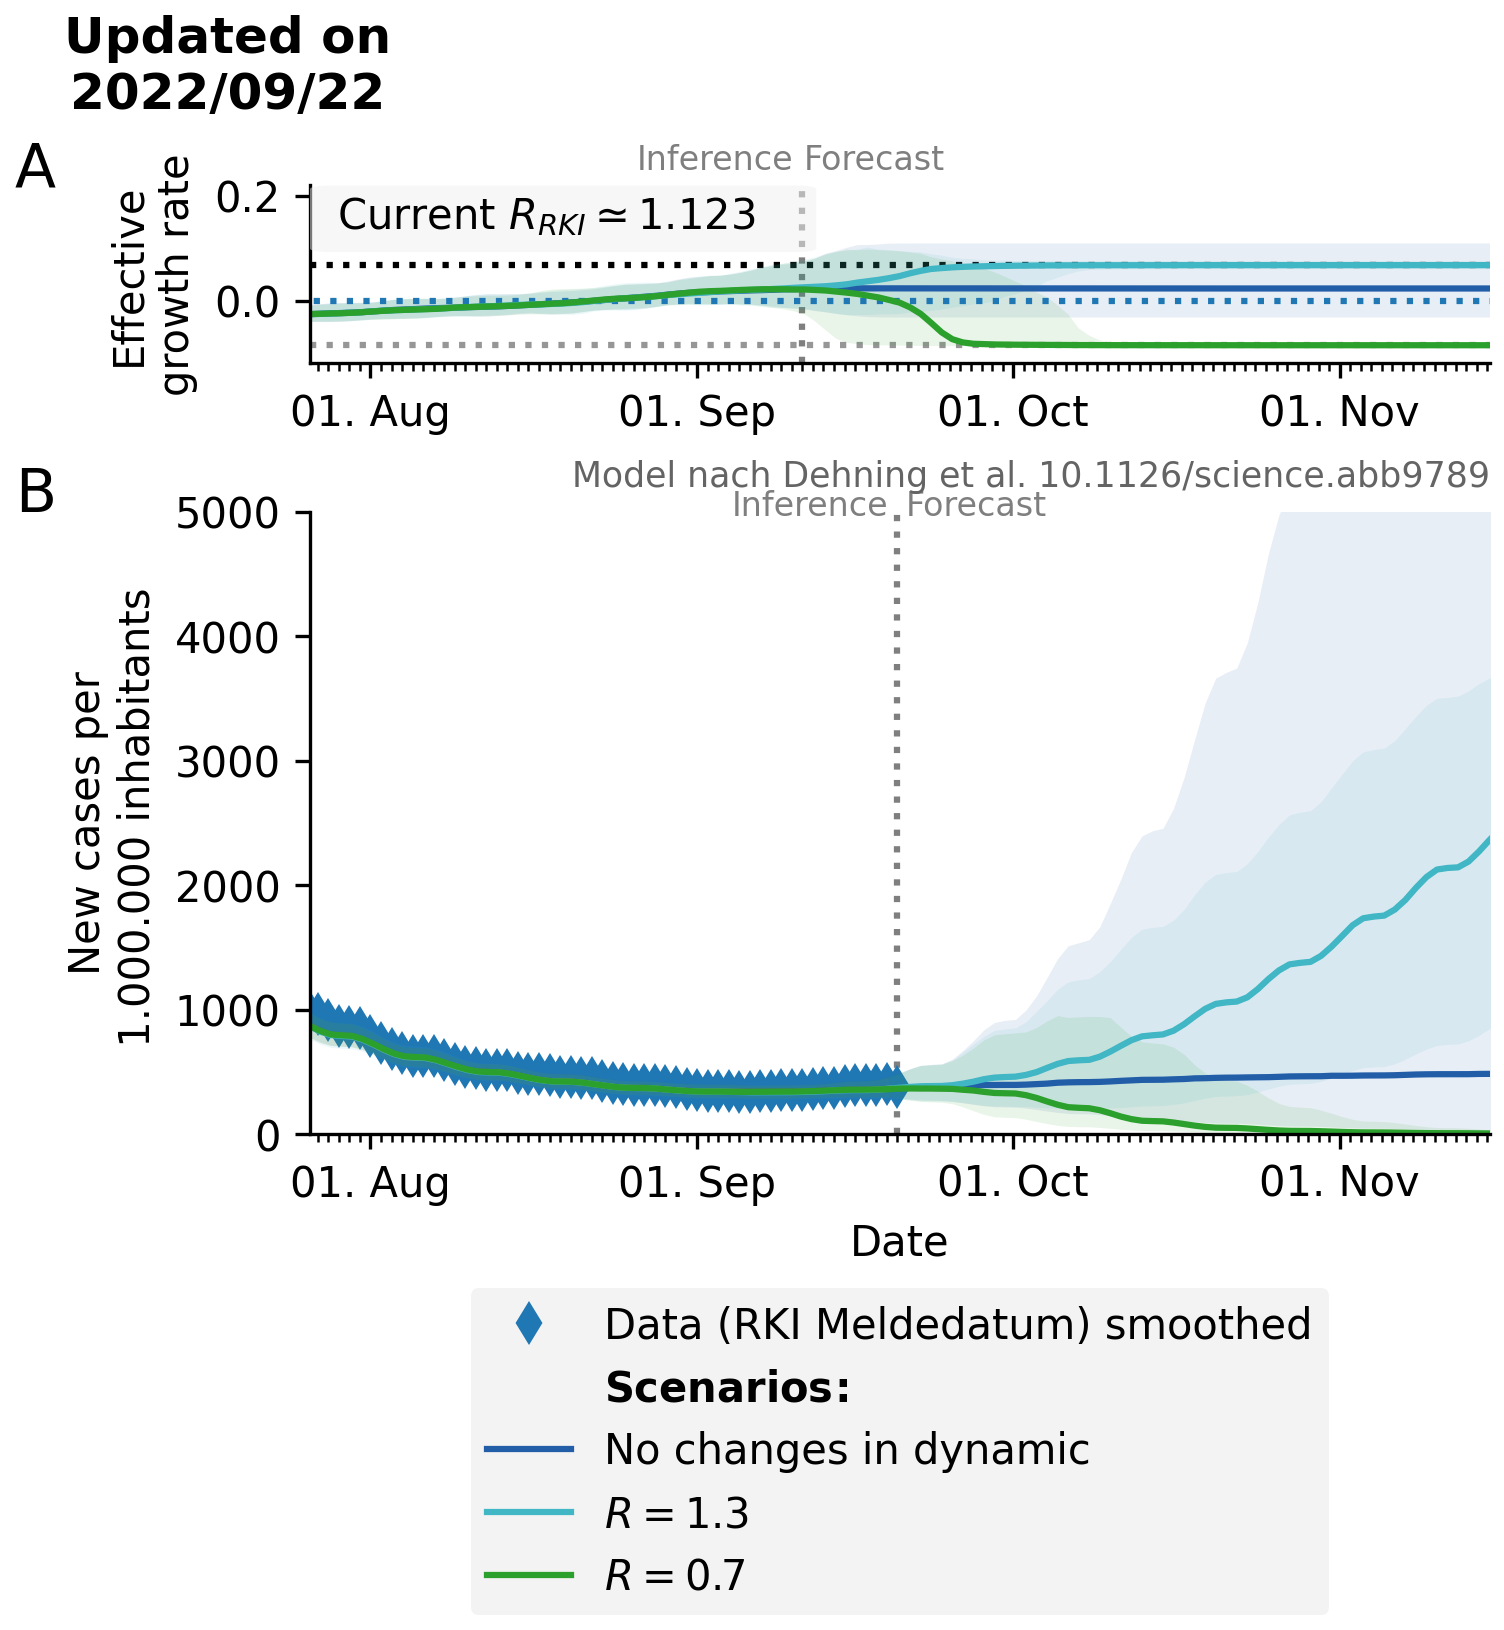 Updated on
2022/09/22
A
Inference Forecast
Effective
growth rate
0.2
0.0
Current R_RKI ≃ 1.123
01. Aug 01. Sep 01. Oct 01. Nov
Model nach Dehning et al. 10.1126/science.abb9789
B
Inference Forecast
New cases per
1.000.000 inhabitants
5000
4000
3000
2000
1000
0
01. Aug 01. Sep 01. Oct 01. Nov
Date
Data (RKI Meldedatum) smoothed
Scenarios:
No changes in dynamic
R = 1.3
R = 0.7